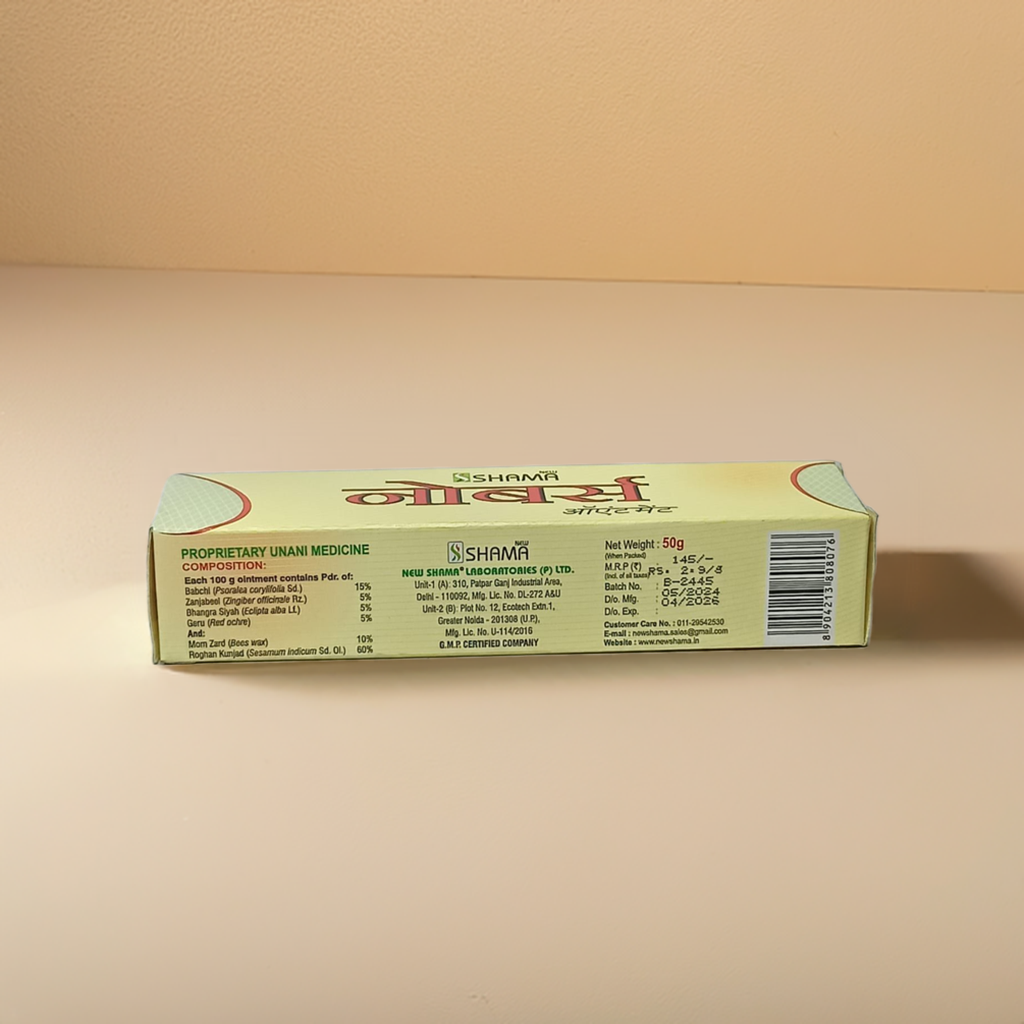 NEW
SHAMA
नोबर्स
ऑएंटमेंट
PROPRIETARY UNANI MEDICINE
COMPOSITION:
Each 100 g ointment contains Pdr. of:
Babchi (Psoralea corylifolia Sd.) 15%
Zanjabeel (Zingiber officinale Rz.) 5%
Bhangra Siyah (Eclipta alba Lf.) 5%
Geru (Red ochre) 5%
And:
Mom Zard (Bees wax) 10%
Roghan Kunjad (Sesamum indicum Sd. Ol.) 60%
NEW
SHAMA
NEW SHAMA® LABORATORIES (P) LTD.
Unit-1 (A): 310, Patpar Ganj Industrial Area,
Delhi - 110092, Mfg. Lic. No. DL-272 A&U
Unit-2 (B): Plot No. 12, Ecotech Extn.1,
Greater Noida - 201308 (U.P.),
Mfg. Lic. No. U-114/2016
G.M.P. CERTIFIED COMPANY
Net Weight : 50g
(When Packed)
M.R.P (₹) 145/-
(Incl. of all taxes) RS. 2.9/g
Batch No. : B-2445
D/o. Mfg. : 05/2024
D/o. Exp. : 04/2026
Customer Care No. : 011-29542530
E-mail : newshama.sales@gmail.com
Website : www.newshama.in
8904213808076